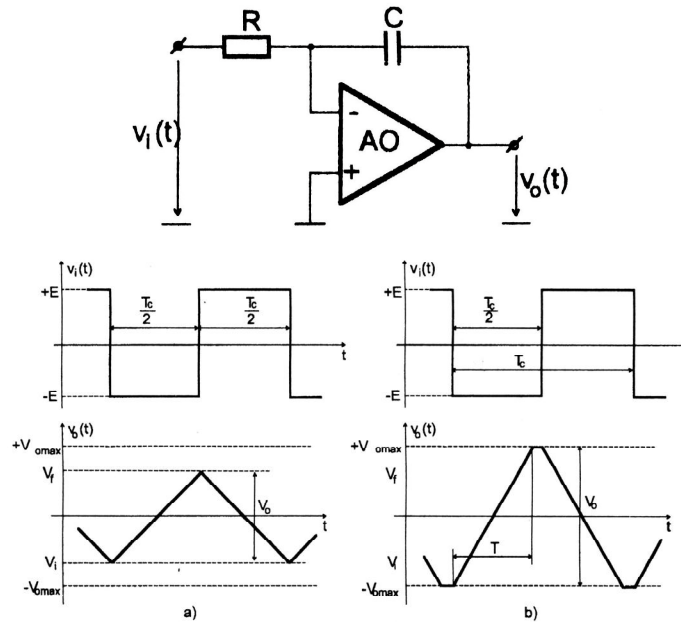 R
C
-
AO
+
vi(t)
vo(t)
vi(t)
+E
Tc/2
Tc/2
t
-E
vo(t)
+Vomax
Vf
Vo
t
Vi
-Vomax
a)
vi(t)
+E
Tc/2
Tc
-E
vo(t)
+Vomax
Vf
Vo
t
T
Vi
-Vomax
b)